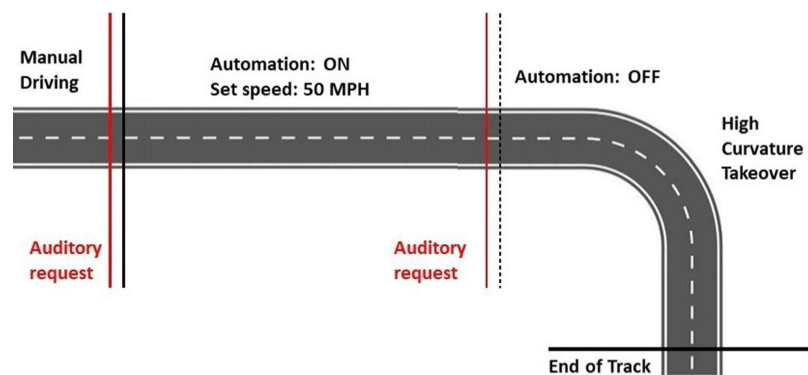 Manual
Driving
Automation: ON
Set speed: 50 MPH
Automation: OFF
High
Curvature
Takeover
Auditory
request
Auditory
request
End of Track